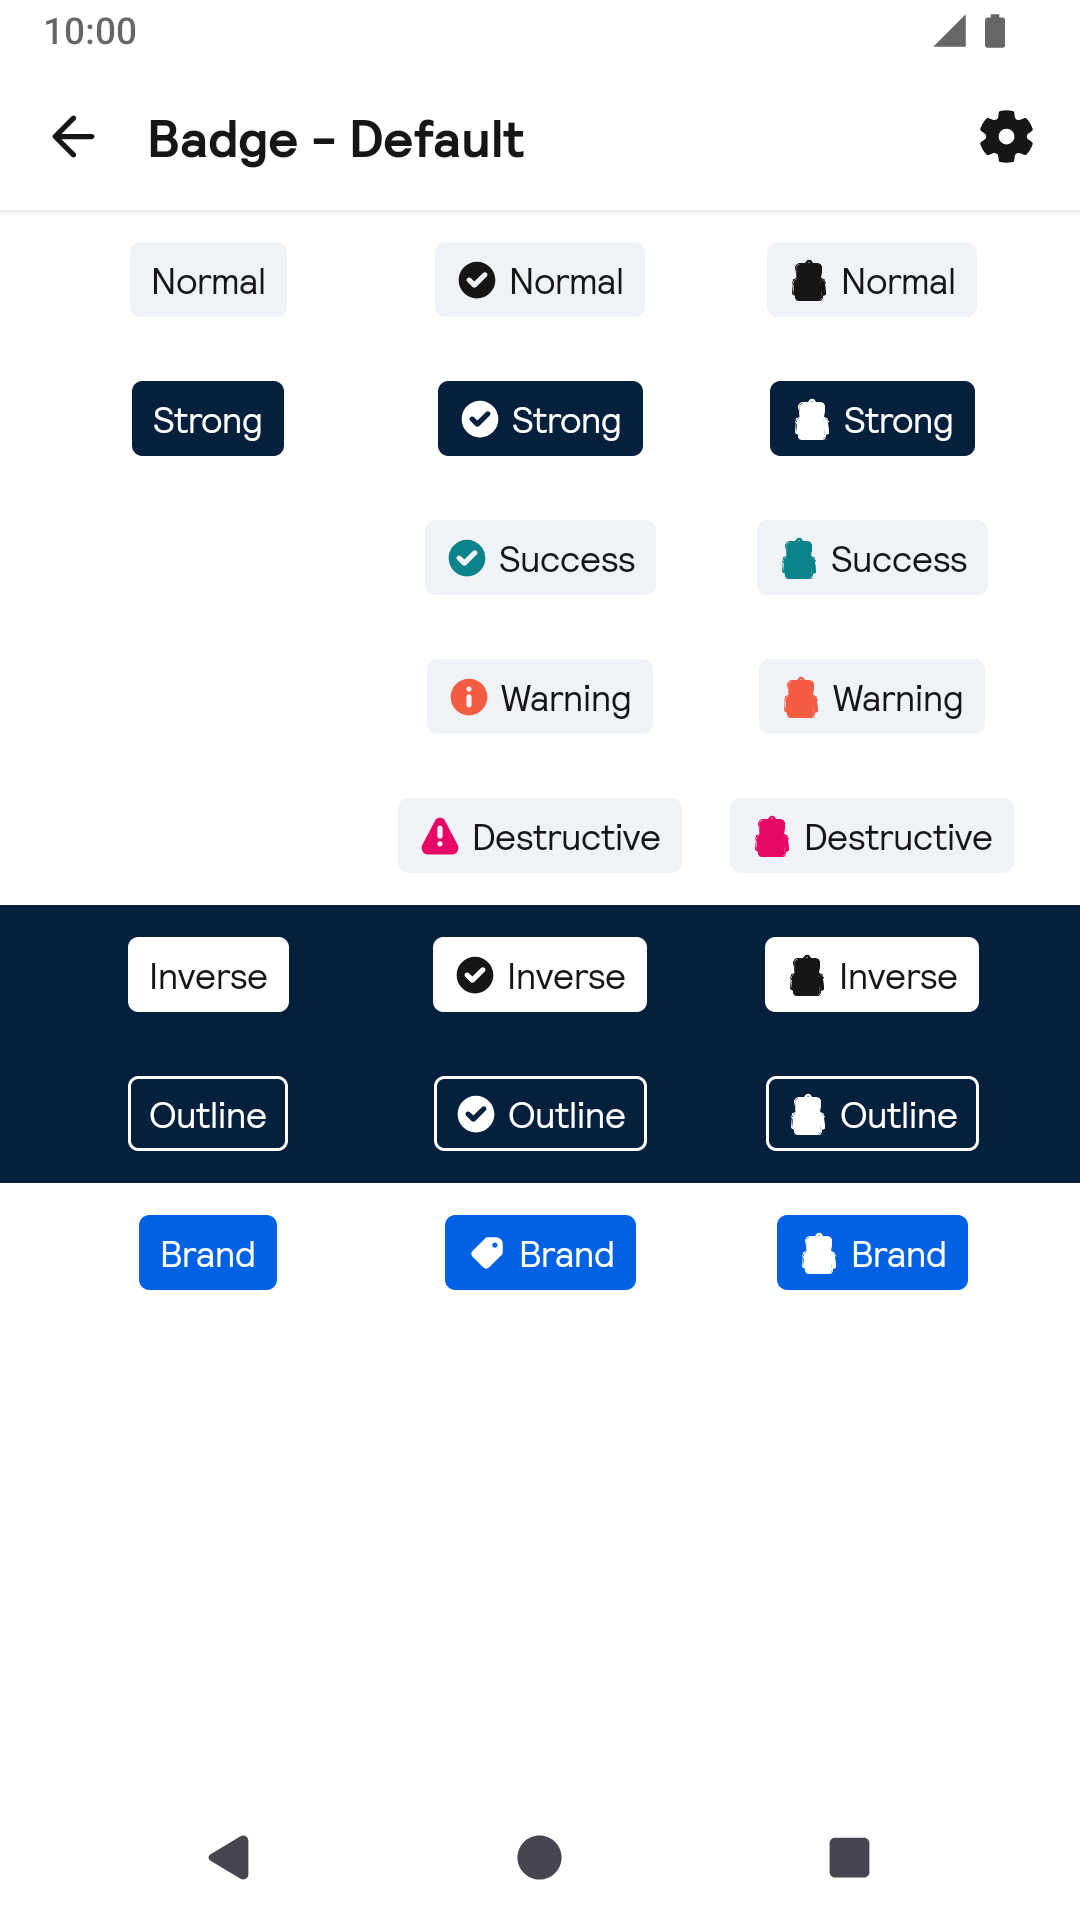 10:00
Badge - Default
Normal Normal Normal
Strong Strong Strong
Success Success
Warning Warning
Destructive Destructive
Inverse Inverse Inverse
Outline Outline Outline
Brand Brand Brand